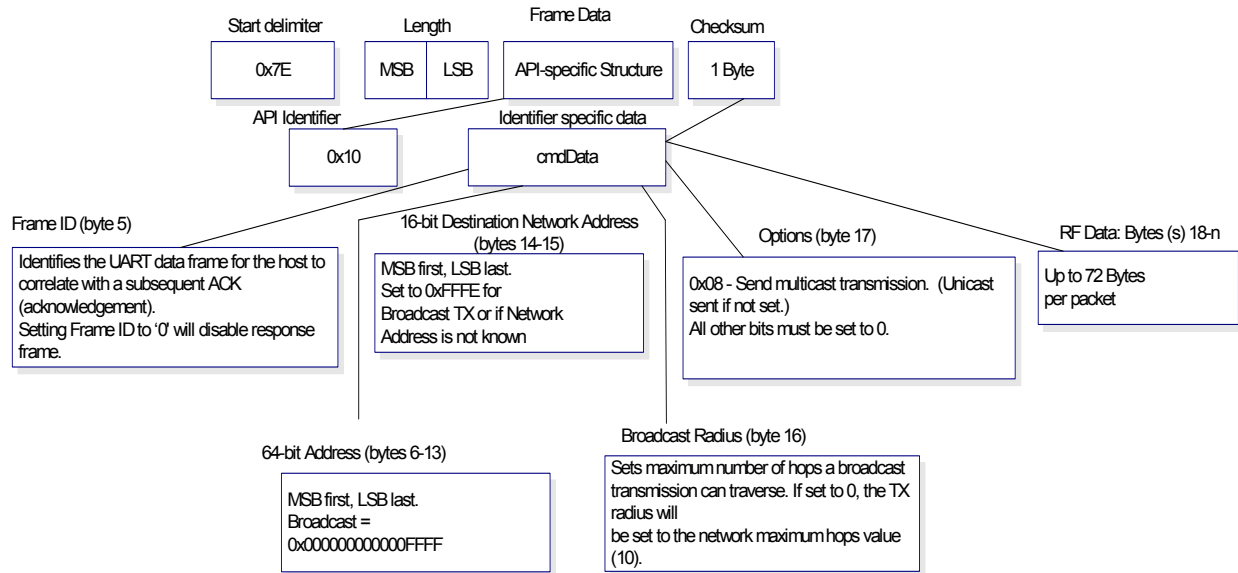 Frame Data
Start delimiter
Length
Checksum
0x7E
MSB
LSB
API-specific Structure
1 Byte
API Identifier
Identifier specific data
0x10
cmdData
Frame ID (byte 5)
Identifies the UART data frame for the host to
correlate with a subsequent ACK
(acknowledgement).
Setting Frame ID to ‘0' will disable response
frame.
16-bit Destination Network Address
(bytes 14-15)
MSB first, LSB last.
Set to 0xFFFE for
Broadcast TX or if Network
Address is not known
Options (byte 17)
0x08 - Send multicast transmission. (Unicast
sent if not set.)
All other bits must be set to 0.
RF Data: Bytes (s) 18-n
Up to 72 Bytes
per packet
64-bit Address (bytes 6-13)
MSB first, LSB last.
Broadcast =
0x000000000000FFFF
Broadcast Radius (byte 16)
Sets maximum number of hops a broadcast
transmission can traverse. If set to 0, the TX
radius will
be set to the network maximum hops value
(10).